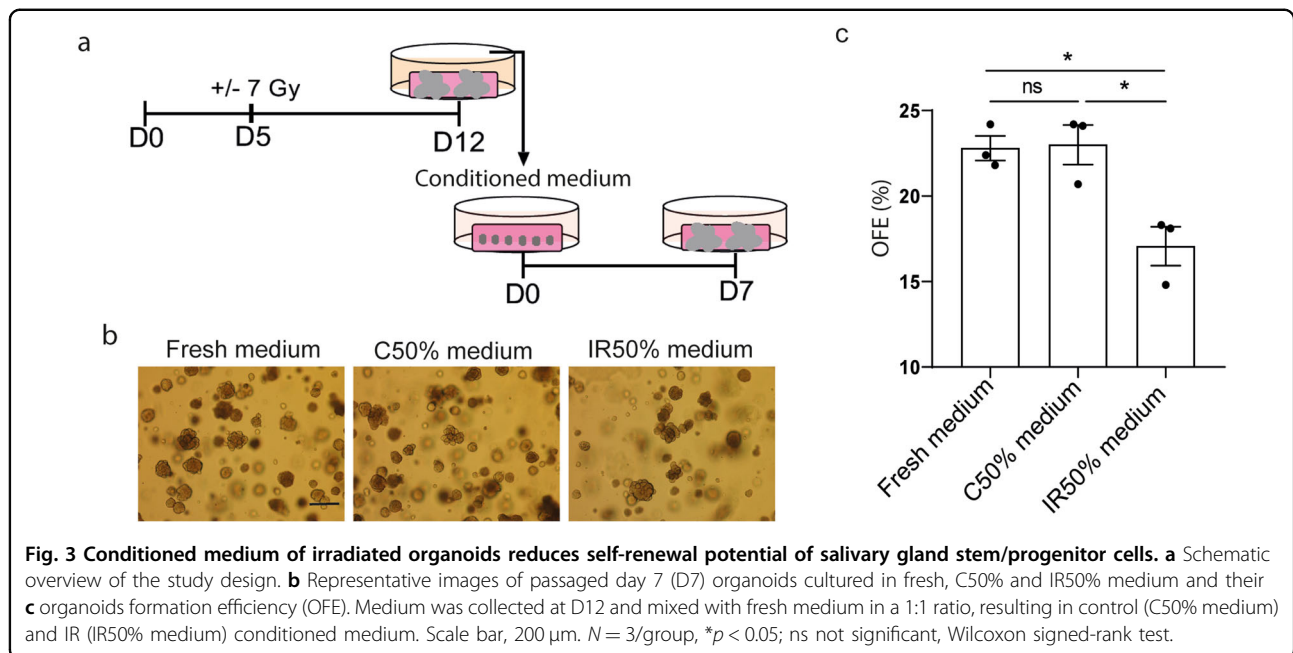 a
+/- 7 Gy
D0 D5 D12
Conditioned medium
D0 D7
b
Fresh medium C50% medium IR50% medium
c
*
ns *
25
20
15
10
OFE (%)
Fresh medium
C50% medium
IR50% medium
Fig. 3 Conditioned medium of irradiated organoids reduces self-renewal potential of salivary gland stem/progenitor cells. a Schematic
overview of the study design. b Representative images of passaged day 7 (D7) organoids cultured in fresh, C50% and IR50% medium and their
c organoids formation efficiency (OFE). Medium was collected at D12 and mixed with fresh medium in a 1:1 ratio, resulting in control (C50% medium)
and IR (IR50% medium) conditioned medium. Scale bar, 200 μm. N = 3/group, *p < 0.05; ns not significant, Wilcoxon signed-rank test.